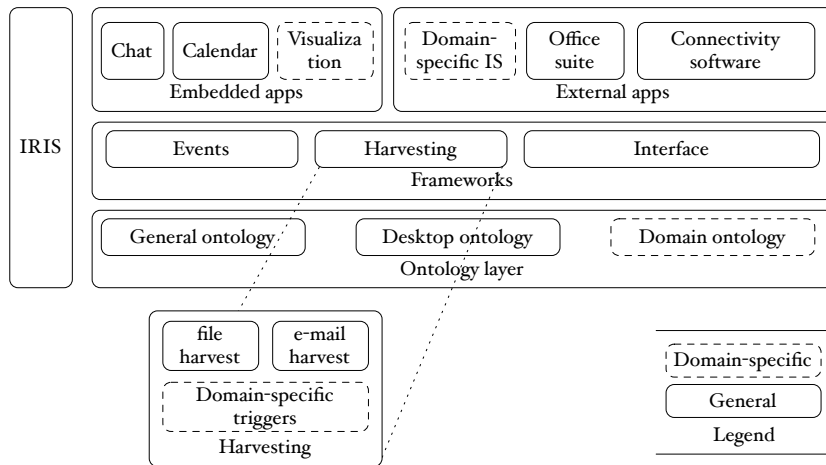 IRIS
Chat
Calendar
Visualiza
tion
Embedded apps
Domain-
specific IS
Office
suite
Connectivity
software
External apps
Events
Harvesting
Interface
Frameworks
General ontology
Desktop ontology
Domain ontology
Ontology layer
file
harvest
e-mail
harvest
Domain-specific
triggers
Harvesting
Domain-specific
General
Legend